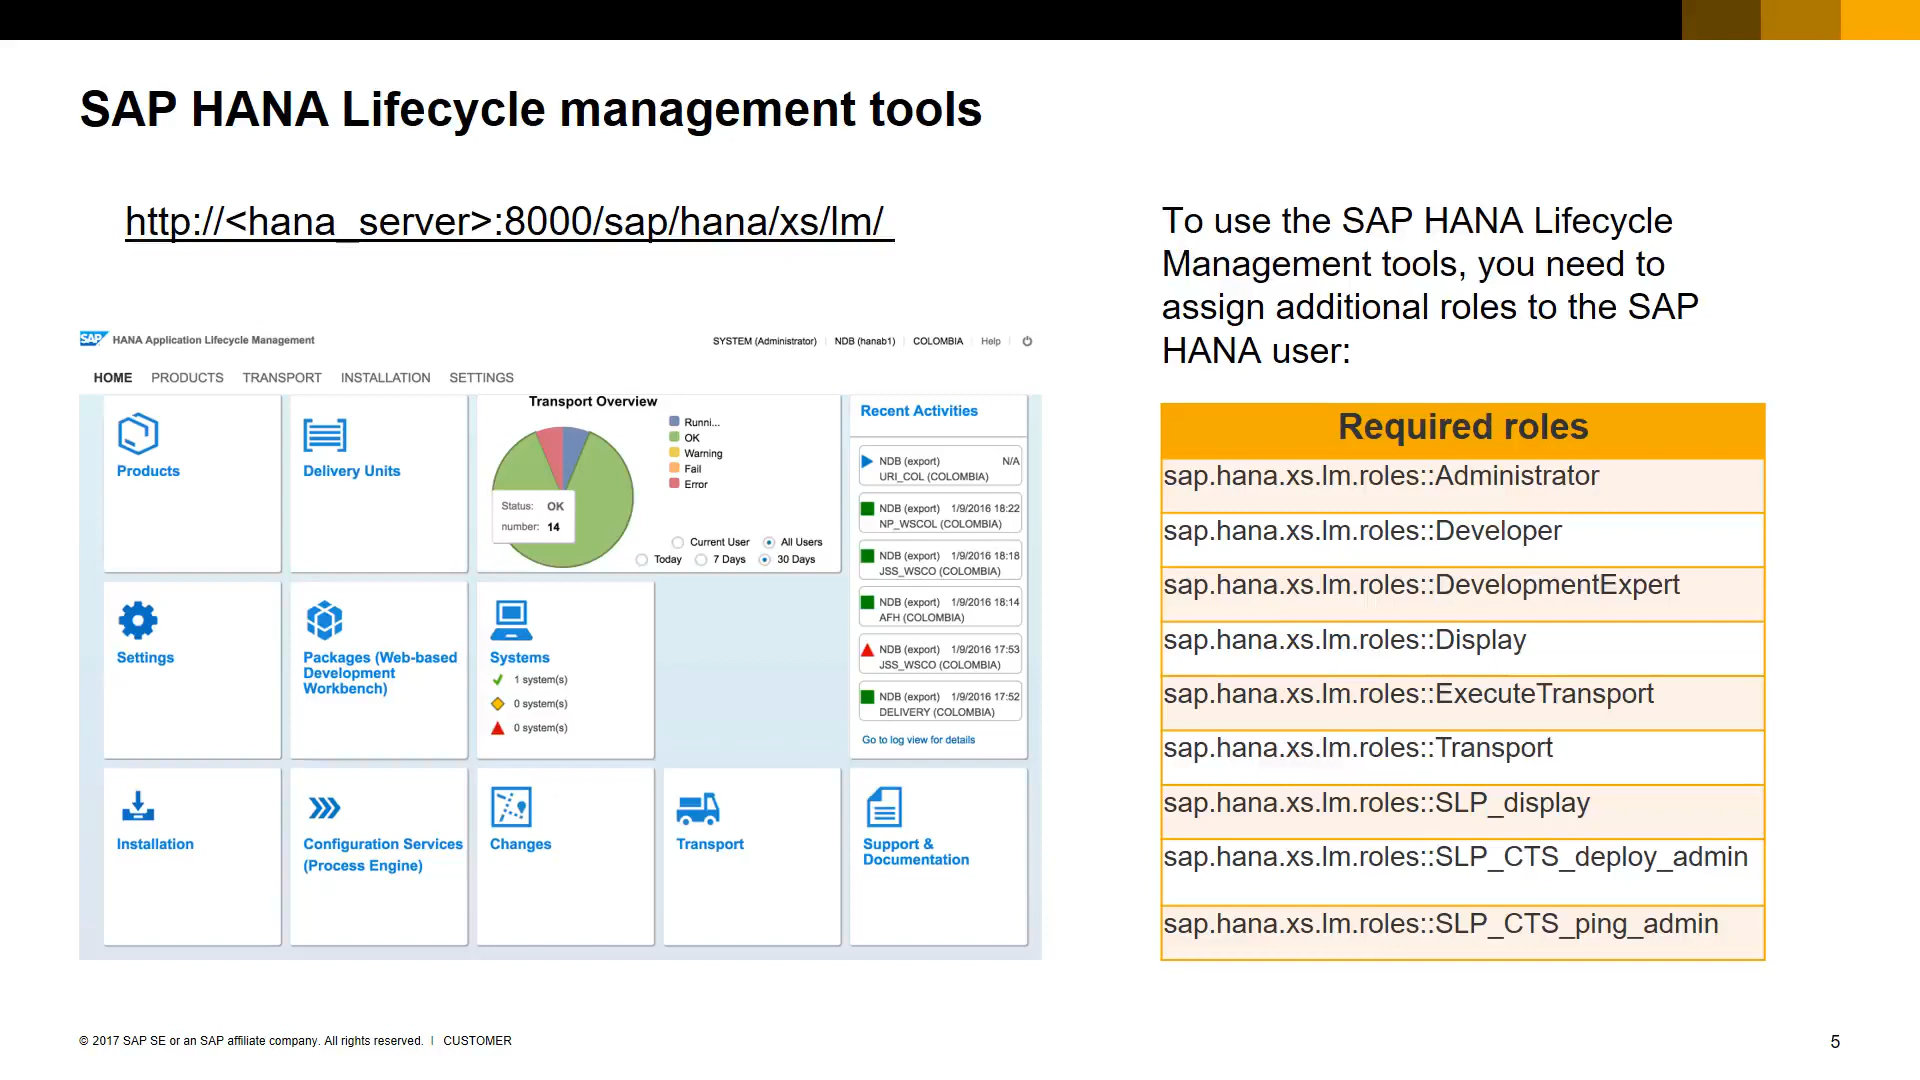 SAP HANA Lifecycle management tools
http://<hana_server>:8000/sap/hana/xs/lm/
To use the SAP HANA Lifecycle
Management tools, you need to
assign additional roles to the SAP
HANA user:
SAP HANA Application Lifecycle Management
SYSTEM (Administrator) NDB (hanab1) COLOMBIA Help
HOME PRODUCTS TRANSPORT INSTALLATION SETTINGS
Products
Delivery Units
Transport Overview
Runni...
OK
Warning
Fail
Error
Status: OK
number: 14
Current User All Users
Today 7 Days 30 Days
Recent Activities
NDB (export) N/A
URI_COL (COLOMBIA)
NDB (export) 1/9/2016 18:22
NP_WSCOL (COLOMBIA)
NDB (export) 1/9/2016 18:18
JSS_WSCO (COLOMBIA)
NDB (export) 1/9/2016 18:14
AFH (COLOMBIA)
NDB (export) 1/9/2016 17:53
JSS_WSCO (COLOMBIA)
NDB (export) 1/9/2016 17:52
DELIVERY (COLOMBIA)
Go to log view for details
Settings
Packages (Web-based
Development
Workbench)
Systems
1 system(s)
0 system(s)
0 system(s)
Installation
Configuration Services
(Process Engine)
Changes
Transport
Support &
Documentation
Required roles
sap.hana.xs.lm.roles::Administrator
sap.hana.xs.lm.roles::Developer
sap.hana.xs.lm.roles::DevelopmentExpert
sap.hana.xs.lm.roles::Display
sap.hana.xs.lm.roles::ExecuteTransport
sap.hana.xs.lm.roles::Transport
sap.hana.xs.lm.roles::SLP_display
sap.hana.xs.lm.roles::SLP_CTS_deploy_admin
sap.hana.xs.lm.roles::SLP_CTS_ping_admin
© 2017 SAP SE or an SAP affiliate company. All rights reserved. | CUSTOMER
5